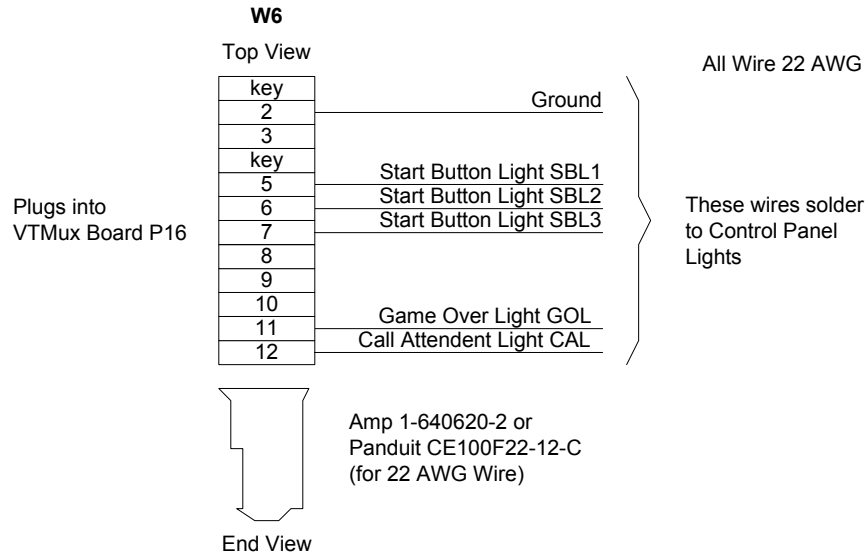 W6
Top View
All Wire 22 AWG
key
2
Ground
3
key
5
Start Button Light SBL1
6
Start Button Light SBL2
7
Start Button Light SBL3
8
9
10
11
Game Over Light GOL
12
Call Attendent Light CAL
Plugs into
VTMux Board P16
These wires solder
to Control Panel
Lights
Amp 1-640620-2 or
Panduit CE100F22-12-C
(for 22 AWG Wire)
End View